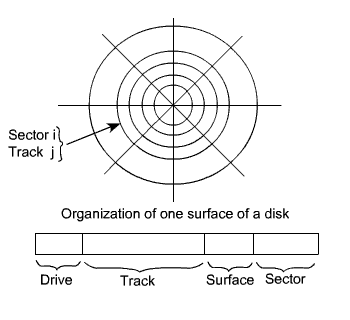 Sector i
Track j
Organization of one surface of a disk
Drive Track Surface Sector